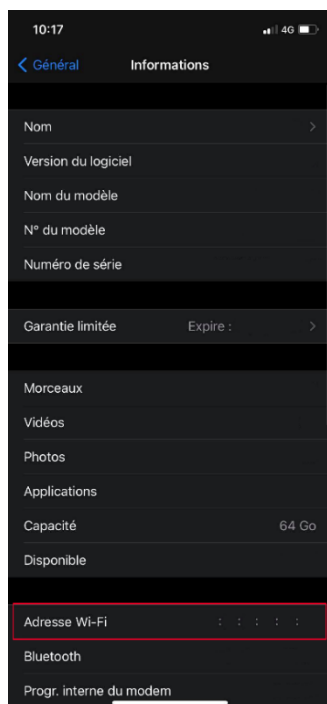 10:17 4G
Général Informations
Nom
Version du logiciel
Nom du modèle
N° du modèle
Numéro de série
Garantie limitée Expire :
Morceaux
Vidéos
Photos
Applications
Capacité 64 Go
Disponible
Adresse Wi-Fi : : : : :
Bluetooth
Progr. interne du modem